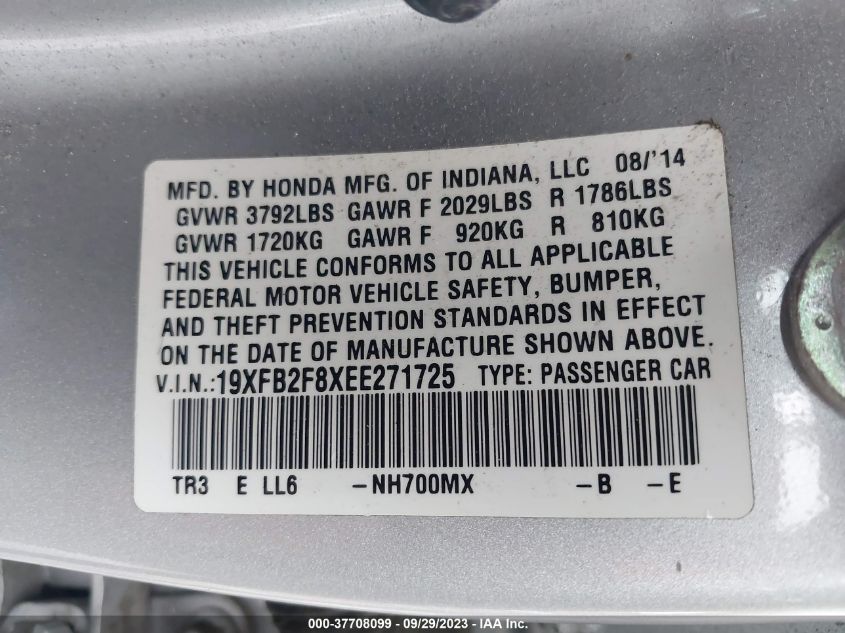 MFD. BY HONDA MFG. OF INDIANA, LLC 08/'14
GVWR 3792LBS GAWR F 2029LBS R 1786LBS
GVWR 1720KG GAWR F 920KG R 810KG
THIS VEHICLE CONFORMS TO ALL APPLICABLE
FEDERAL MOTOR VEHICLE SAFETY, BUMPER,
AND THEFT PREVENTION STANDARDS IN EFFECT
ON THE DATE OF MANUFACTURE SHOWN ABOVE.
V.I.N.:19XFB2F8XEE271725 TYPE: PASSENGER CAR
TR3 E LL6 -NH700MX -B -E
000-37708099 | 09/29/2023 - IAA Inc.